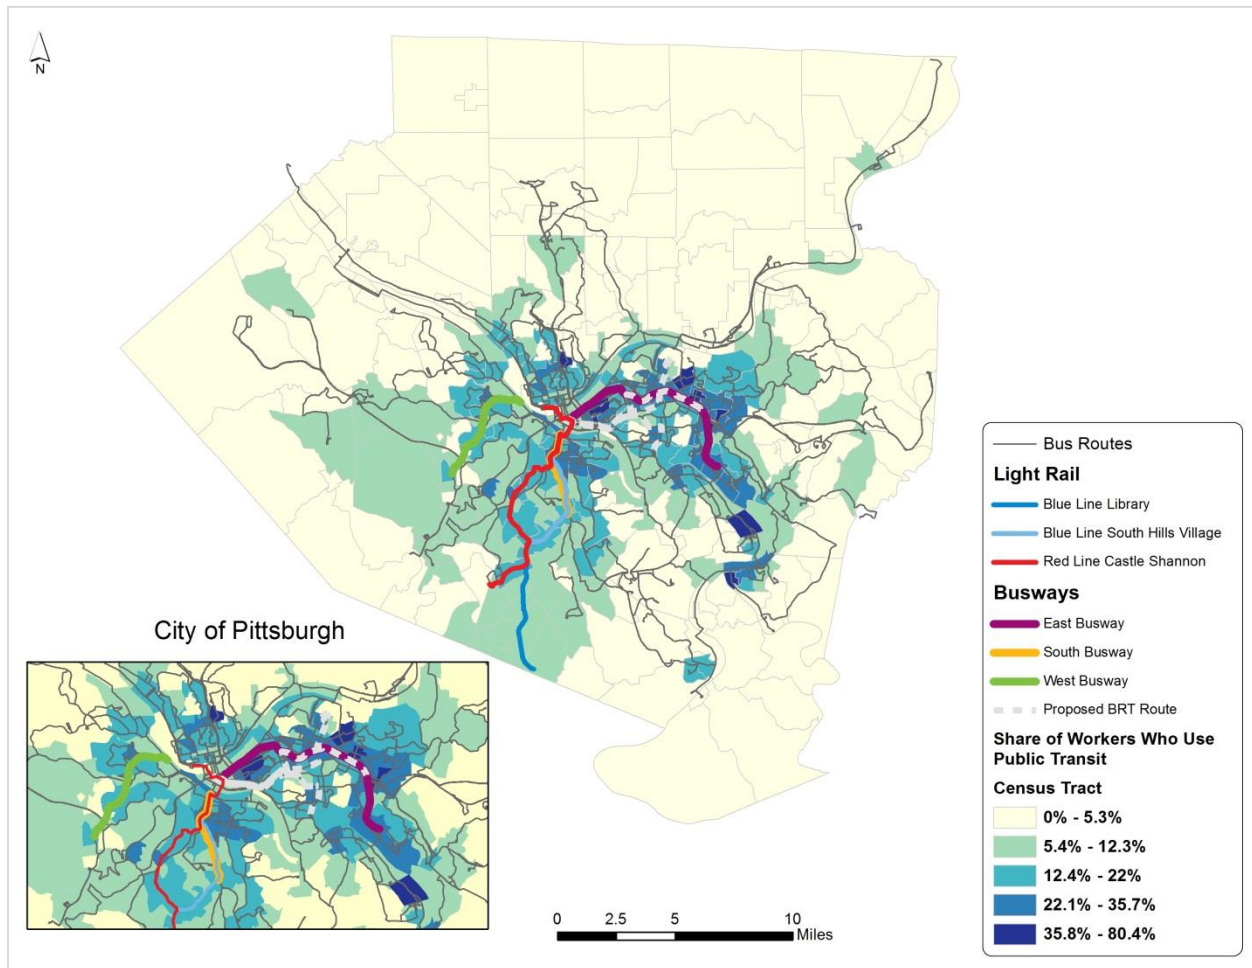 N
City of Pittsburgh
0 2.5 5 10
Miles
Bus Routes
Light Rail
Blue Line Library
Blue Line South Hills Village
Red Line Castle Shannon
Busways
East Busway
South Busway
West Busway
Proposed BRT Route
Share of Workers Who Use
Public Transit
Census Tract
0% - 5.3%
5.4% - 12.3%
12.4% - 22%
22.1% - 35.7%
35.8% - 80.4%